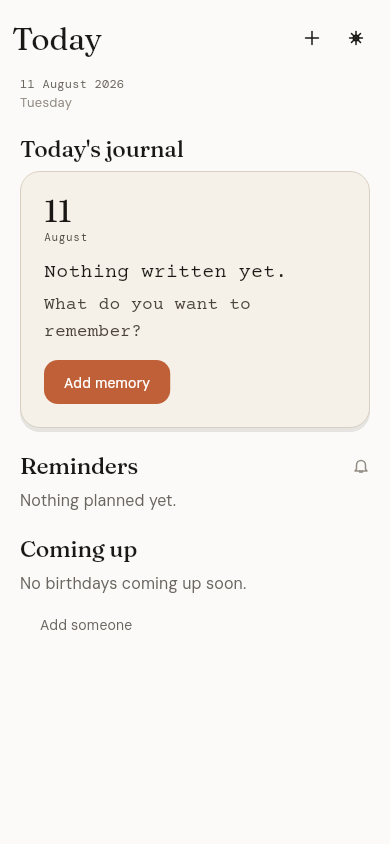 Today
11 August 2026
Tuesday
Today's journal
11
August
Nothing written yet.
What do you want to
remember?
Add memory
Reminders
Nothing planned yet.
Coming up
No birthdays coming up soon.
Add someone